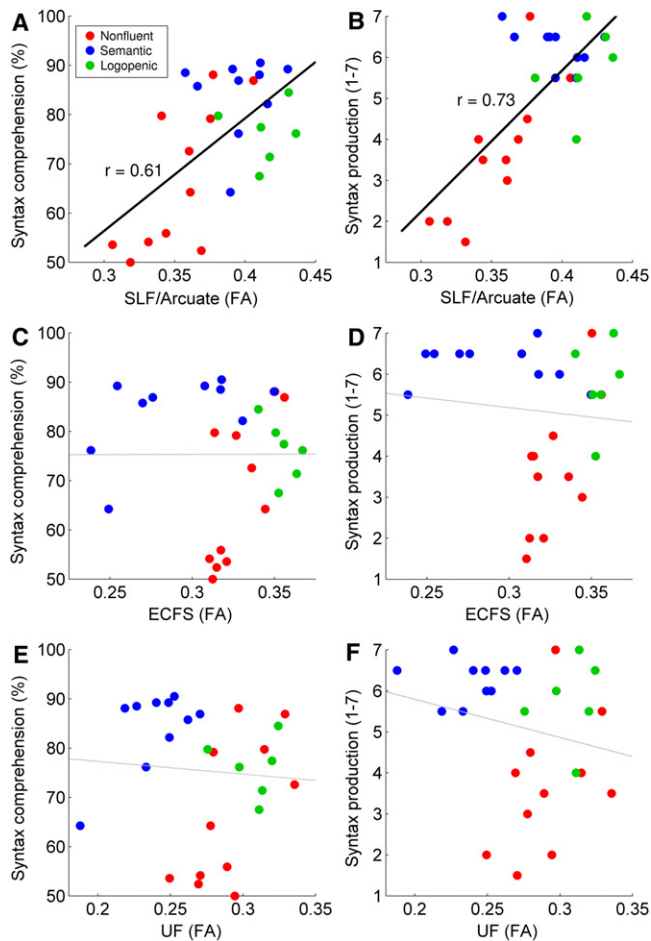 A
Nonfluent
Semantic
Logopenic
r = 0.61
Syntax comprehension (%)
100
90
80
70
60
50
0.3 0.35 0.4 0.45
SLF/Arcuate (FA)
B
r = 0.73
Syntax production (1-7)
7
6
5
4
3
2
1
0.3 0.35 0.4 0.45
SLF/Arcuate (FA)
C
Syntax comprehension (%)
100
90
80
70
60
50
0.25 0.3 0.35
ECFS (FA)
D
Syntax production (1-7)
7
6
5
4
3
2
1
0.25 0.3 0.35
ECFS (FA)
E
Syntax comprehension (%)
100
90
80
70
60
50
0.2 0.25 0.3 0.35
UF (FA)
F
Syntax production (1-7)
7
6
5
4
3
2
1
0.2 0.25 0.3 0.35
UF (FA)